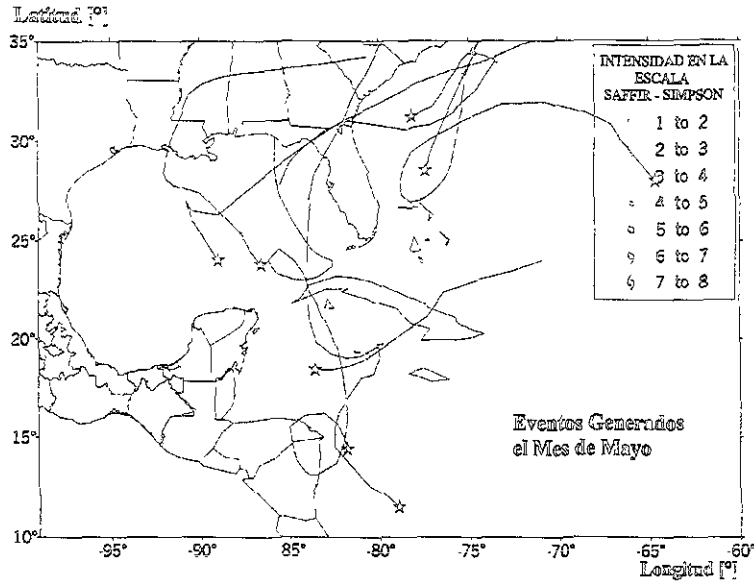 Latitud [º]
35°
30°
25°
20°
15°
10°
INTENSIDAD EN LA
ESCALA
SAFFIR - SIMPSON
1 to 2
2 to 3
3 to 4
4 to 5
5 to 6
6 to 7
7 to 8
Eventos Generados
el Mes de Mayo
-95° -90° -85° -80° -75° -70° -65° -60°
Longitud [º]